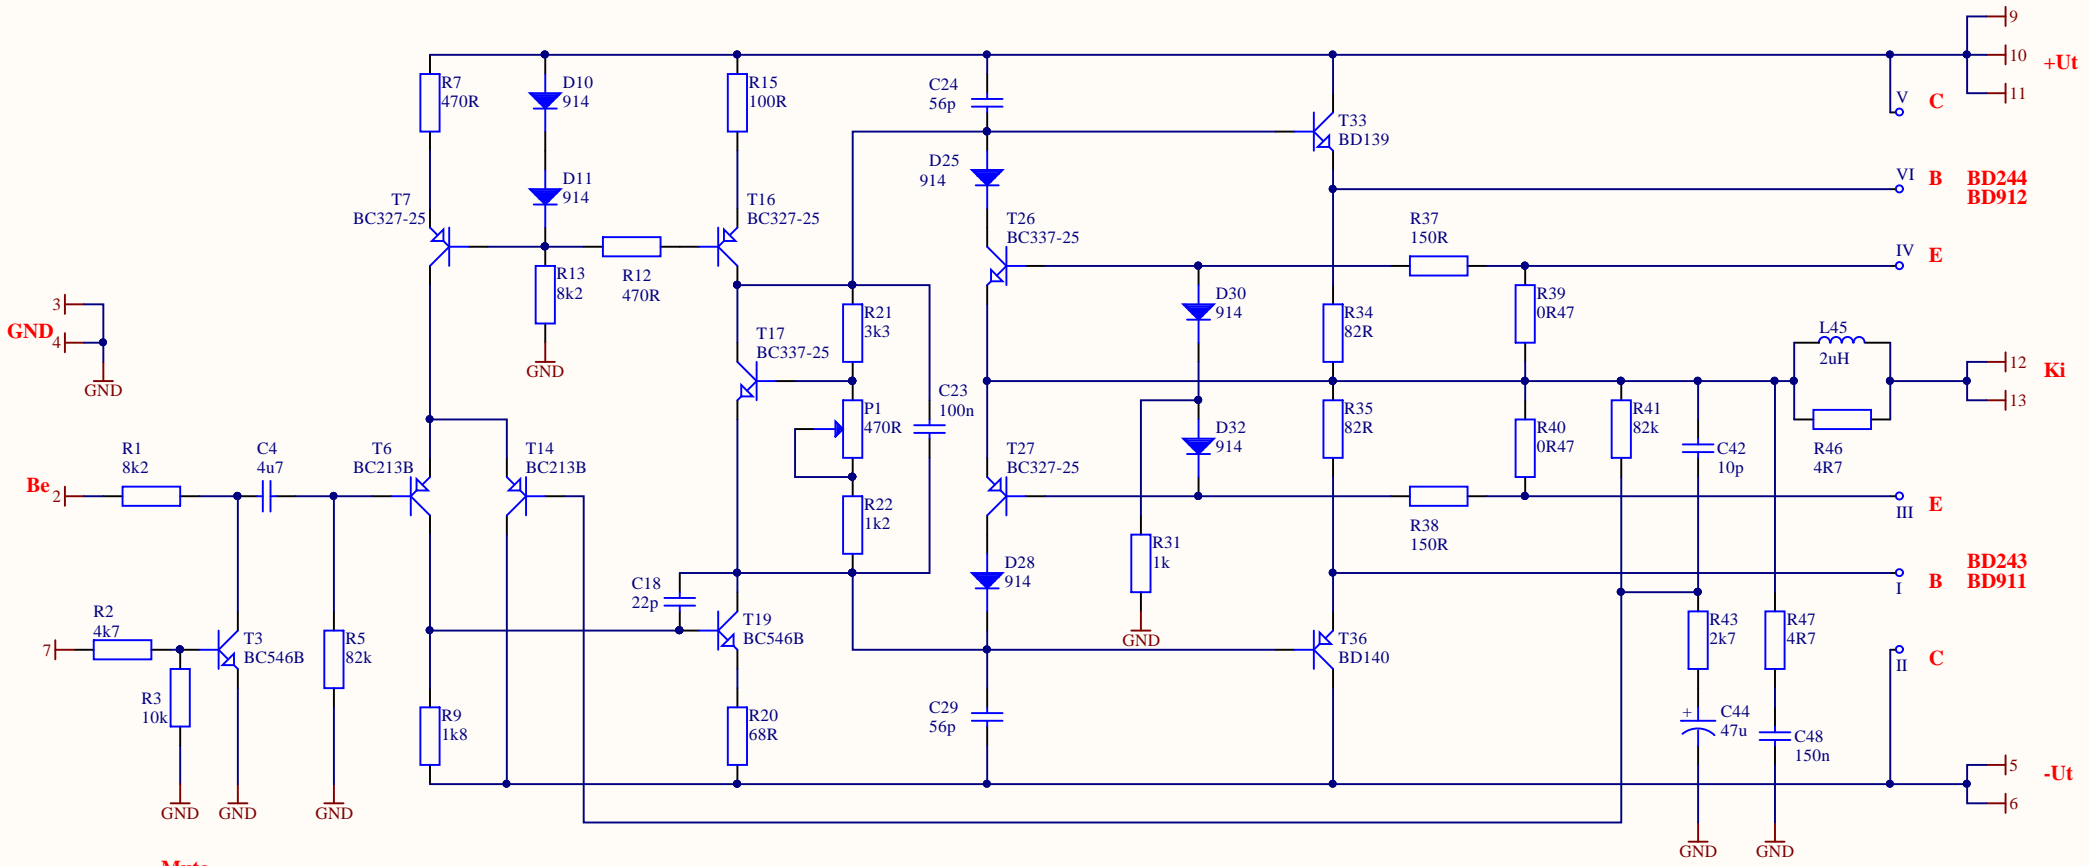 9
10
+Ut
11
R7
470R
D10
914
R15
100R
C24
56p
V
C
T33
BD139
D25
914
D11
914
VI
B
BD244
BD912
T7
BC327-25
T16
BC327-25
T26
BC337-25
R37
150R
IV
E
R13
8k2
R12
470R
3
GND
4
GND
GND
R21
3k3
D30
914
R34
82R
R39
0R47
L45
2uH
T17
BC337-25
12
Ki
13
C23
100n
P1
470R
R35
82R
R40
0R47
R41
82k
C42
10p
R46
4R7
R1
8k2
C4
4u7
T6
BC213B
T14
BC213B
T27
BC327-25
D32
914
Be
2
R22
1k2
R38
150R
III
E
R31
1k
D28
914
BD243
BD911
I
B
C18
22p
R2
4k7
7
T3
BC546B
R5
82k
T19
BC546B
GND
T36
BD140
R43
2k7
R47
4R7
II
C
R3
10k
R9
1k8
R20
68R
C29
56p
+
C44
47u
C48
150n
5
-Ut
6
GND
GND
GND
GND
GND